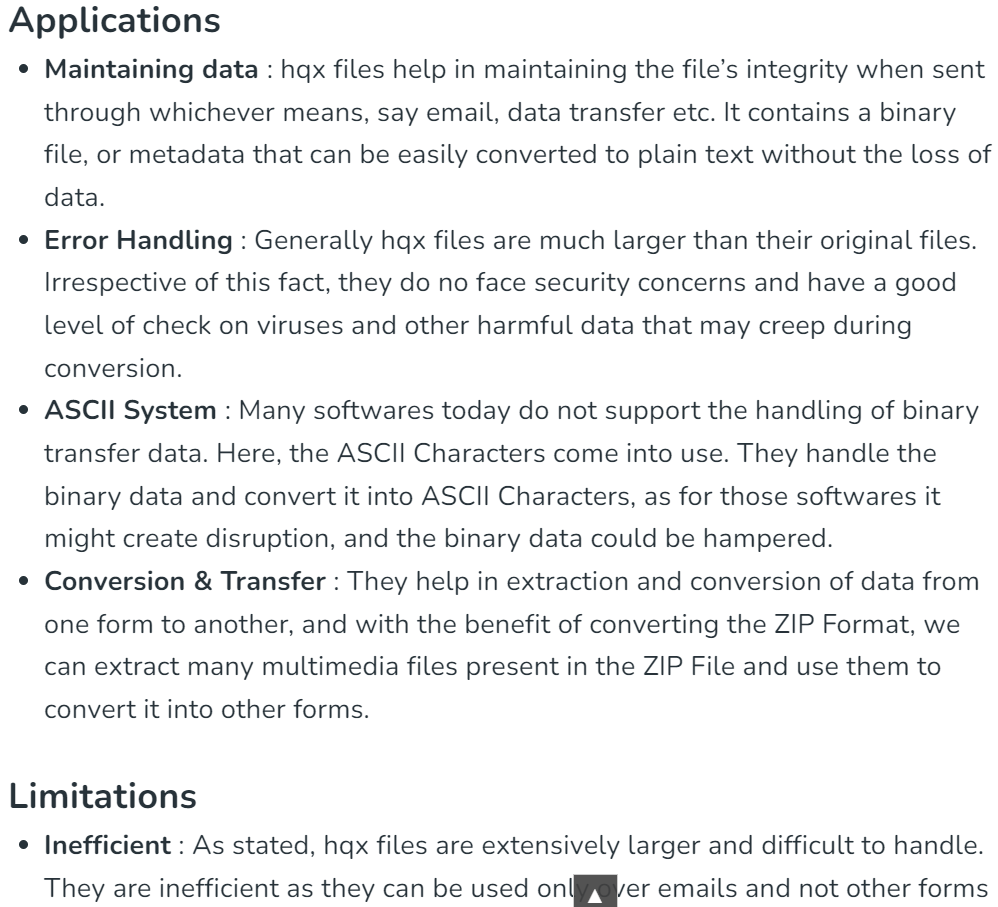 Applications
• Maintaining data : hqx files help in maintaining the file’s integrity when sent
through whichever means, say email, data transfer etc. It contains a binary
file, or metadata that can be easily converted to plain text without the loss of
data.
• Error Handling : Generally hqx files are much larger than their original files.
Irrespective of this fact, they do no face security concerns and have a good
level of check on viruses and other harmful data that may creep during
conversion.
• ASCII System : Many softwares today do not support the handling of binary
transfer data. Here, the ASCII Characters come into use. They handle the
binary data and convert it into ASCII Characters, as for those softwares it
might create disruption, and the binary data could be hampered.
• Conversion & Transfer : They help in extraction and conversion of data from
one form to another, and with the benefit of converting the ZIP Format, we
can extract many multimedia files present in the ZIP File and use them to
convert it into other forms.
Limitations
• Inefficient : As stated, hqx files are extensively larger and difficult to handle.
They are inefficient as they can be used only over emails and not other forms